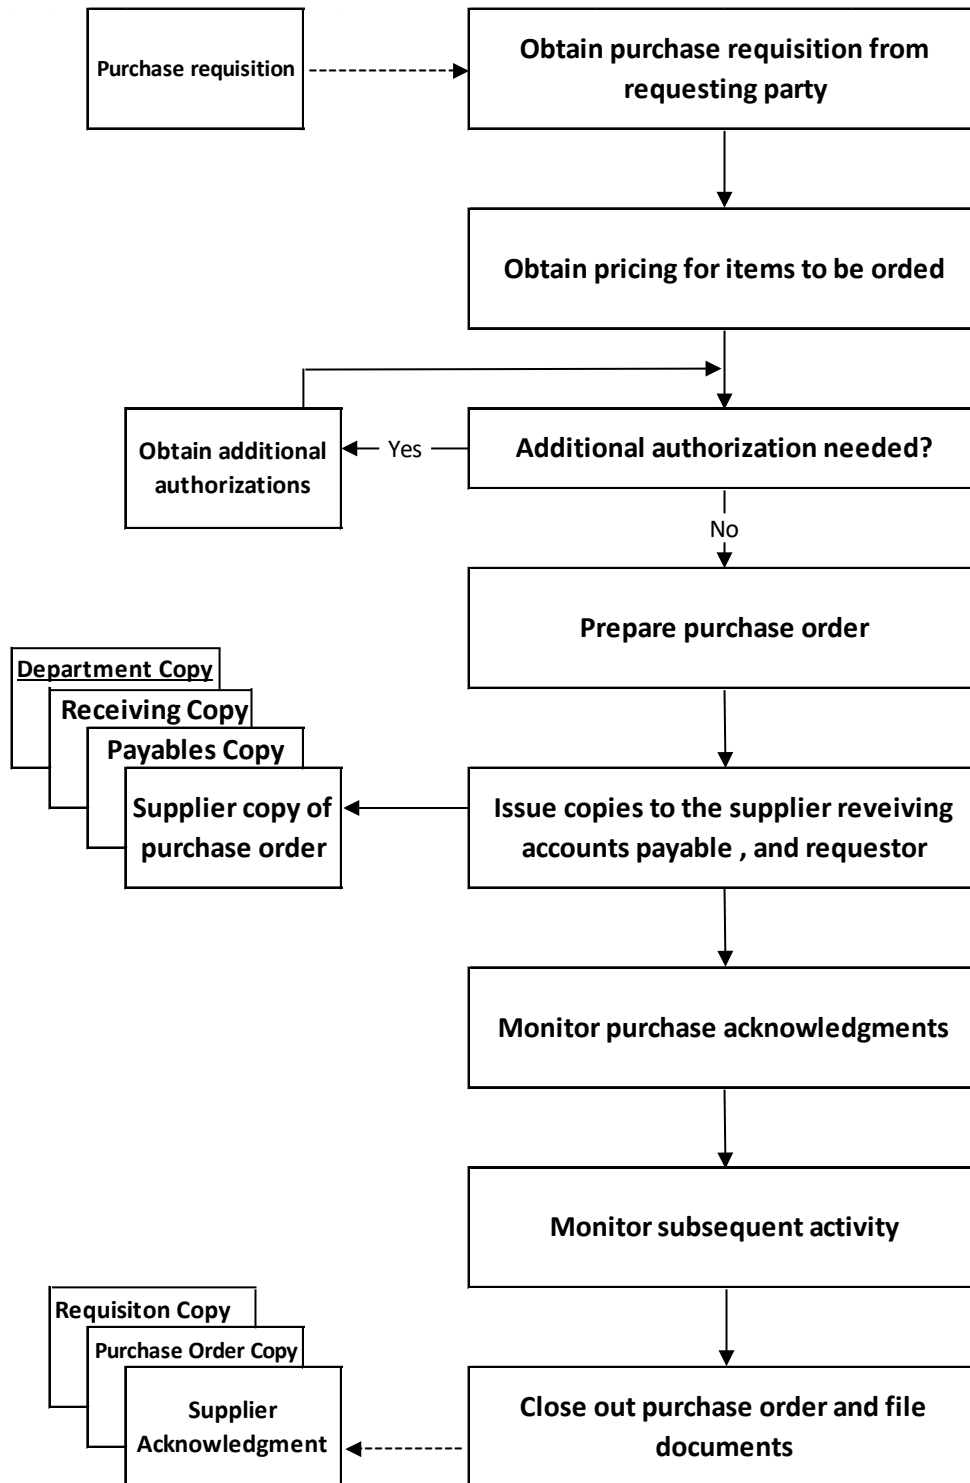 Purchase requisition
Obtain purchase requisition from
requesting party
Obtain pricing for items to be orded
Additional authorization needed?
Yes
Obtain additional
authorizations
No
Prepare purchase order
Department Copy
Receiving Copy
Payables Copy
Supplier copy of
purchase order
Issue copies to the supplier reveiving
accounts payable , and requestor
Monitor purchase acknowledgments
Monitor subsequent activity
Requisiton Copy
Purchase Order Copy
Supplier
Acknowledgment
Close out purchase order and file
documents